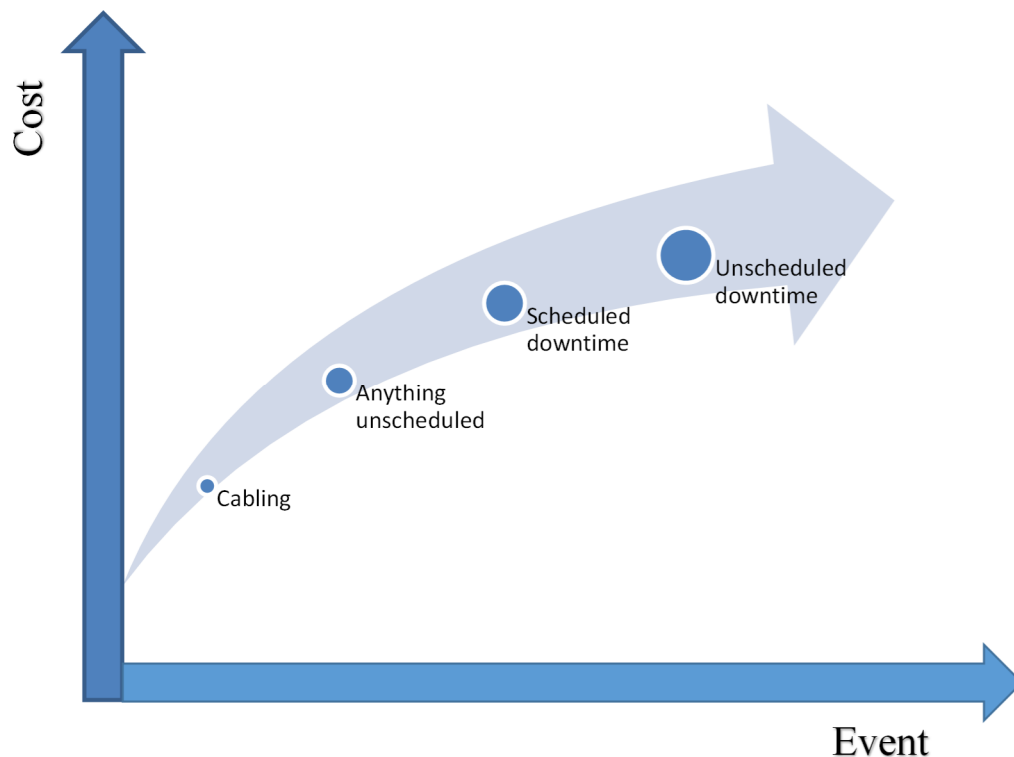 Cost
Unscheduled
downtime
Scheduled
downtime
Anything
unscheduled
Cabling
Event